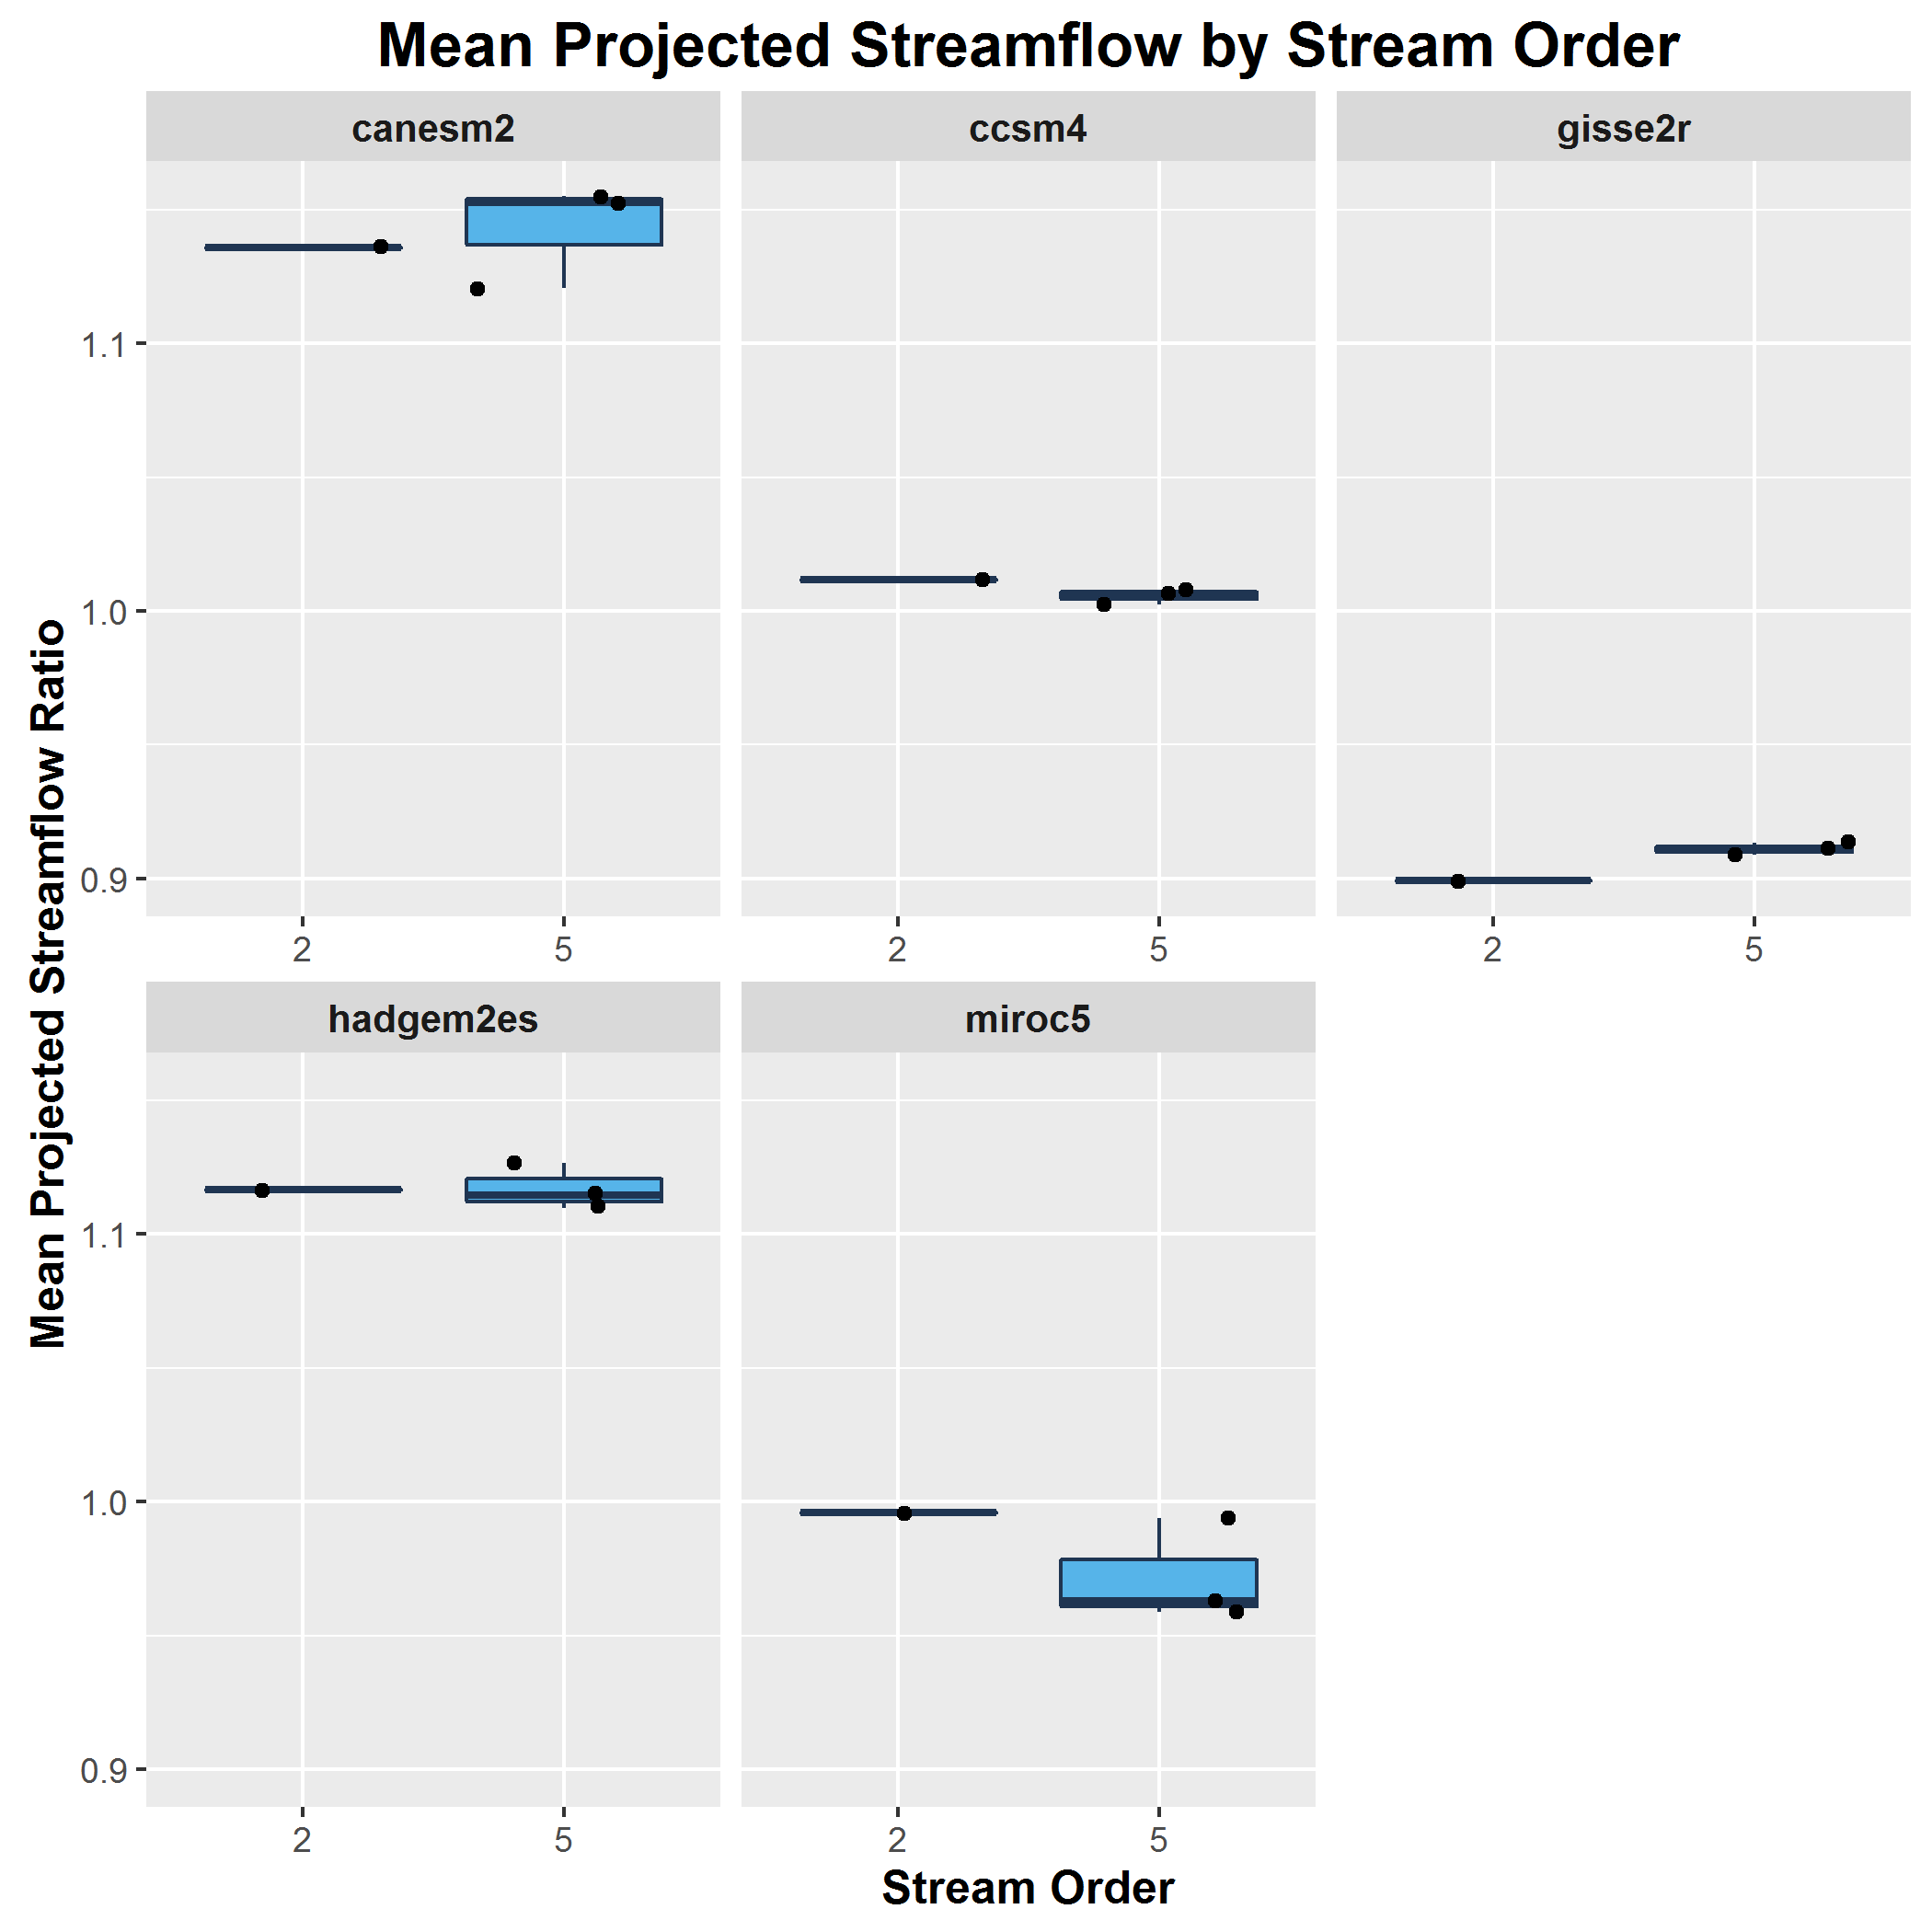 Mean Projected Streamflow by Stream Order
canesm2
ccsm4
gisse2r
1.1
1.0
0.9
2
5
2
5
2
5
hadgem2es
miroc5
1.1
1.0
0.9
2
5
2
5
Mean Projected Streamflow Ratio
Stream Order